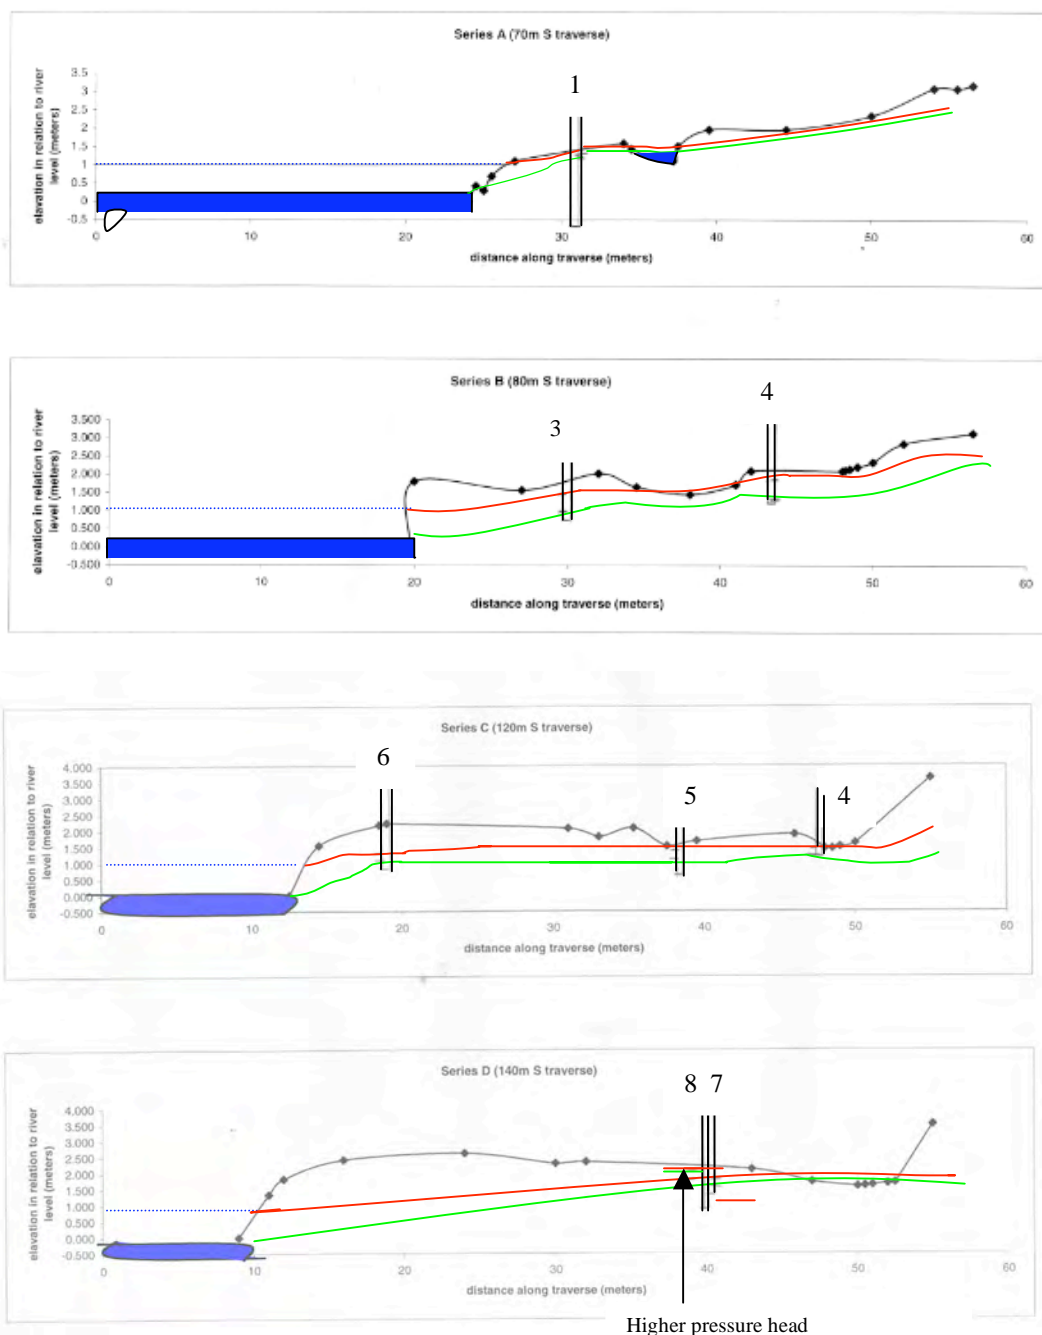 Series A (70m S traverse)
1
elavation in relation to river
level (meters)
3.5
3
2.5
2
1.5
1
0.5
0
-0.5
0 10 20 30 40 50 60
distance along traverse (meters)
Series B (80m S traverse)
3
4
elavation in relation to river
level (meters)
3.500
3.000
2.500
2.000
1.500
1.000
0.500
0.000
-0.500
0 10 20 30 40 50 60
distance along traverse (meters)
Series C (120m S traverse)
6
5
4
elavation in relation to river
level (meters)
4.000
3.500
3.000
2.500
2.000
1.500
1.000
0.500
0.000
-0.500
0 10 20 30 40 50 60
distance along traverse (meters)
Series D (140m S traverse)
8 7
elavation in relation to river
level (meters)
4.000
3.500
3.000
2.500
2.000
1.500
1.000
0.500
0.000
-0.500
0 10 20 30 40 50 60
distance along traverse (meters)
Higher pressure head